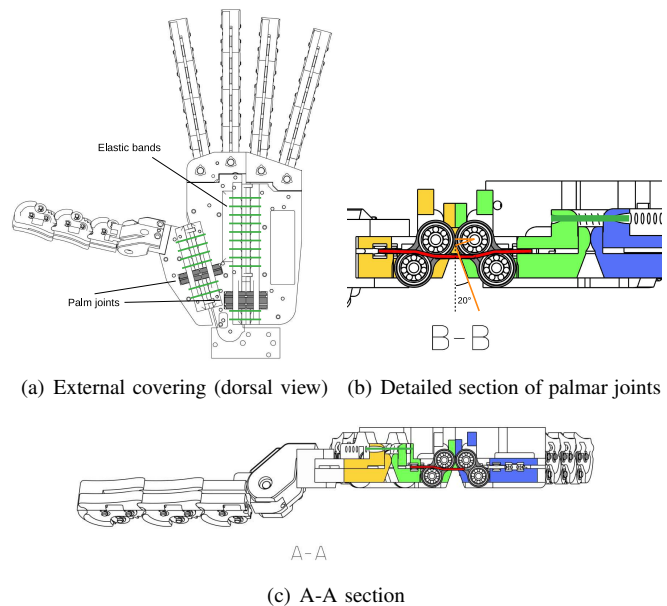 Elastic bands
Palm joints
20°
B-B
(a) External covering (dorsal view)
(b) Detailed section of palmar joints
A-A
(c) A-A section